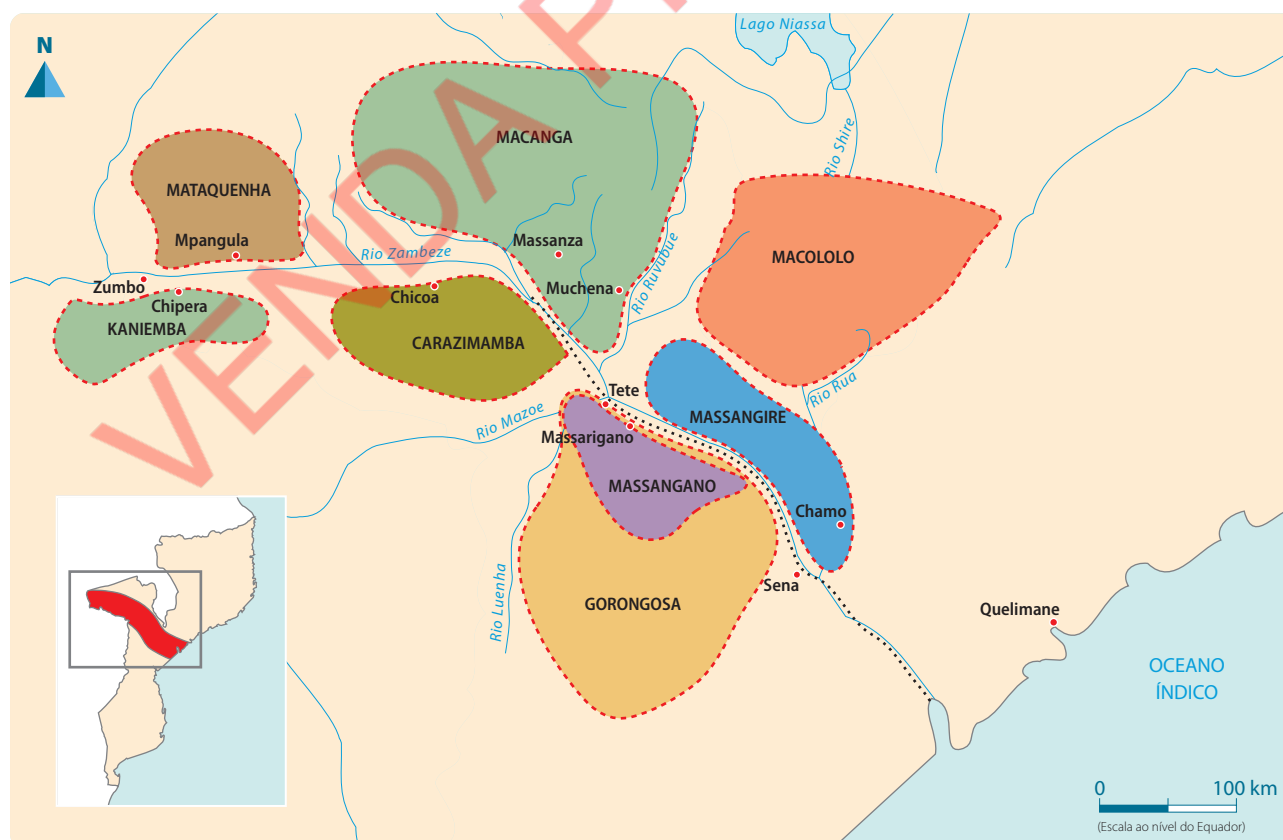 N
Lago Niassa
MACANGA
Rio Shire
MATAQUENHA
Mpangula
Massanza
Rio Zambeze
Rio Ruvubue
MACOLOLO
Zumbo
Chipera
KANIEMBA
Chicoa
Muchena
CARAZIMAMBA
Tete
Rio Mazoe
Massarigano
MASSANGIRE
Rio Rua
MASSANGANO
Chamo
Rio Luenha
GORONGOSA
Sena
Quelimane
OCEANO
ÍNDICO
0 100 km
(Escala ao nível do Equador)
VENDA P